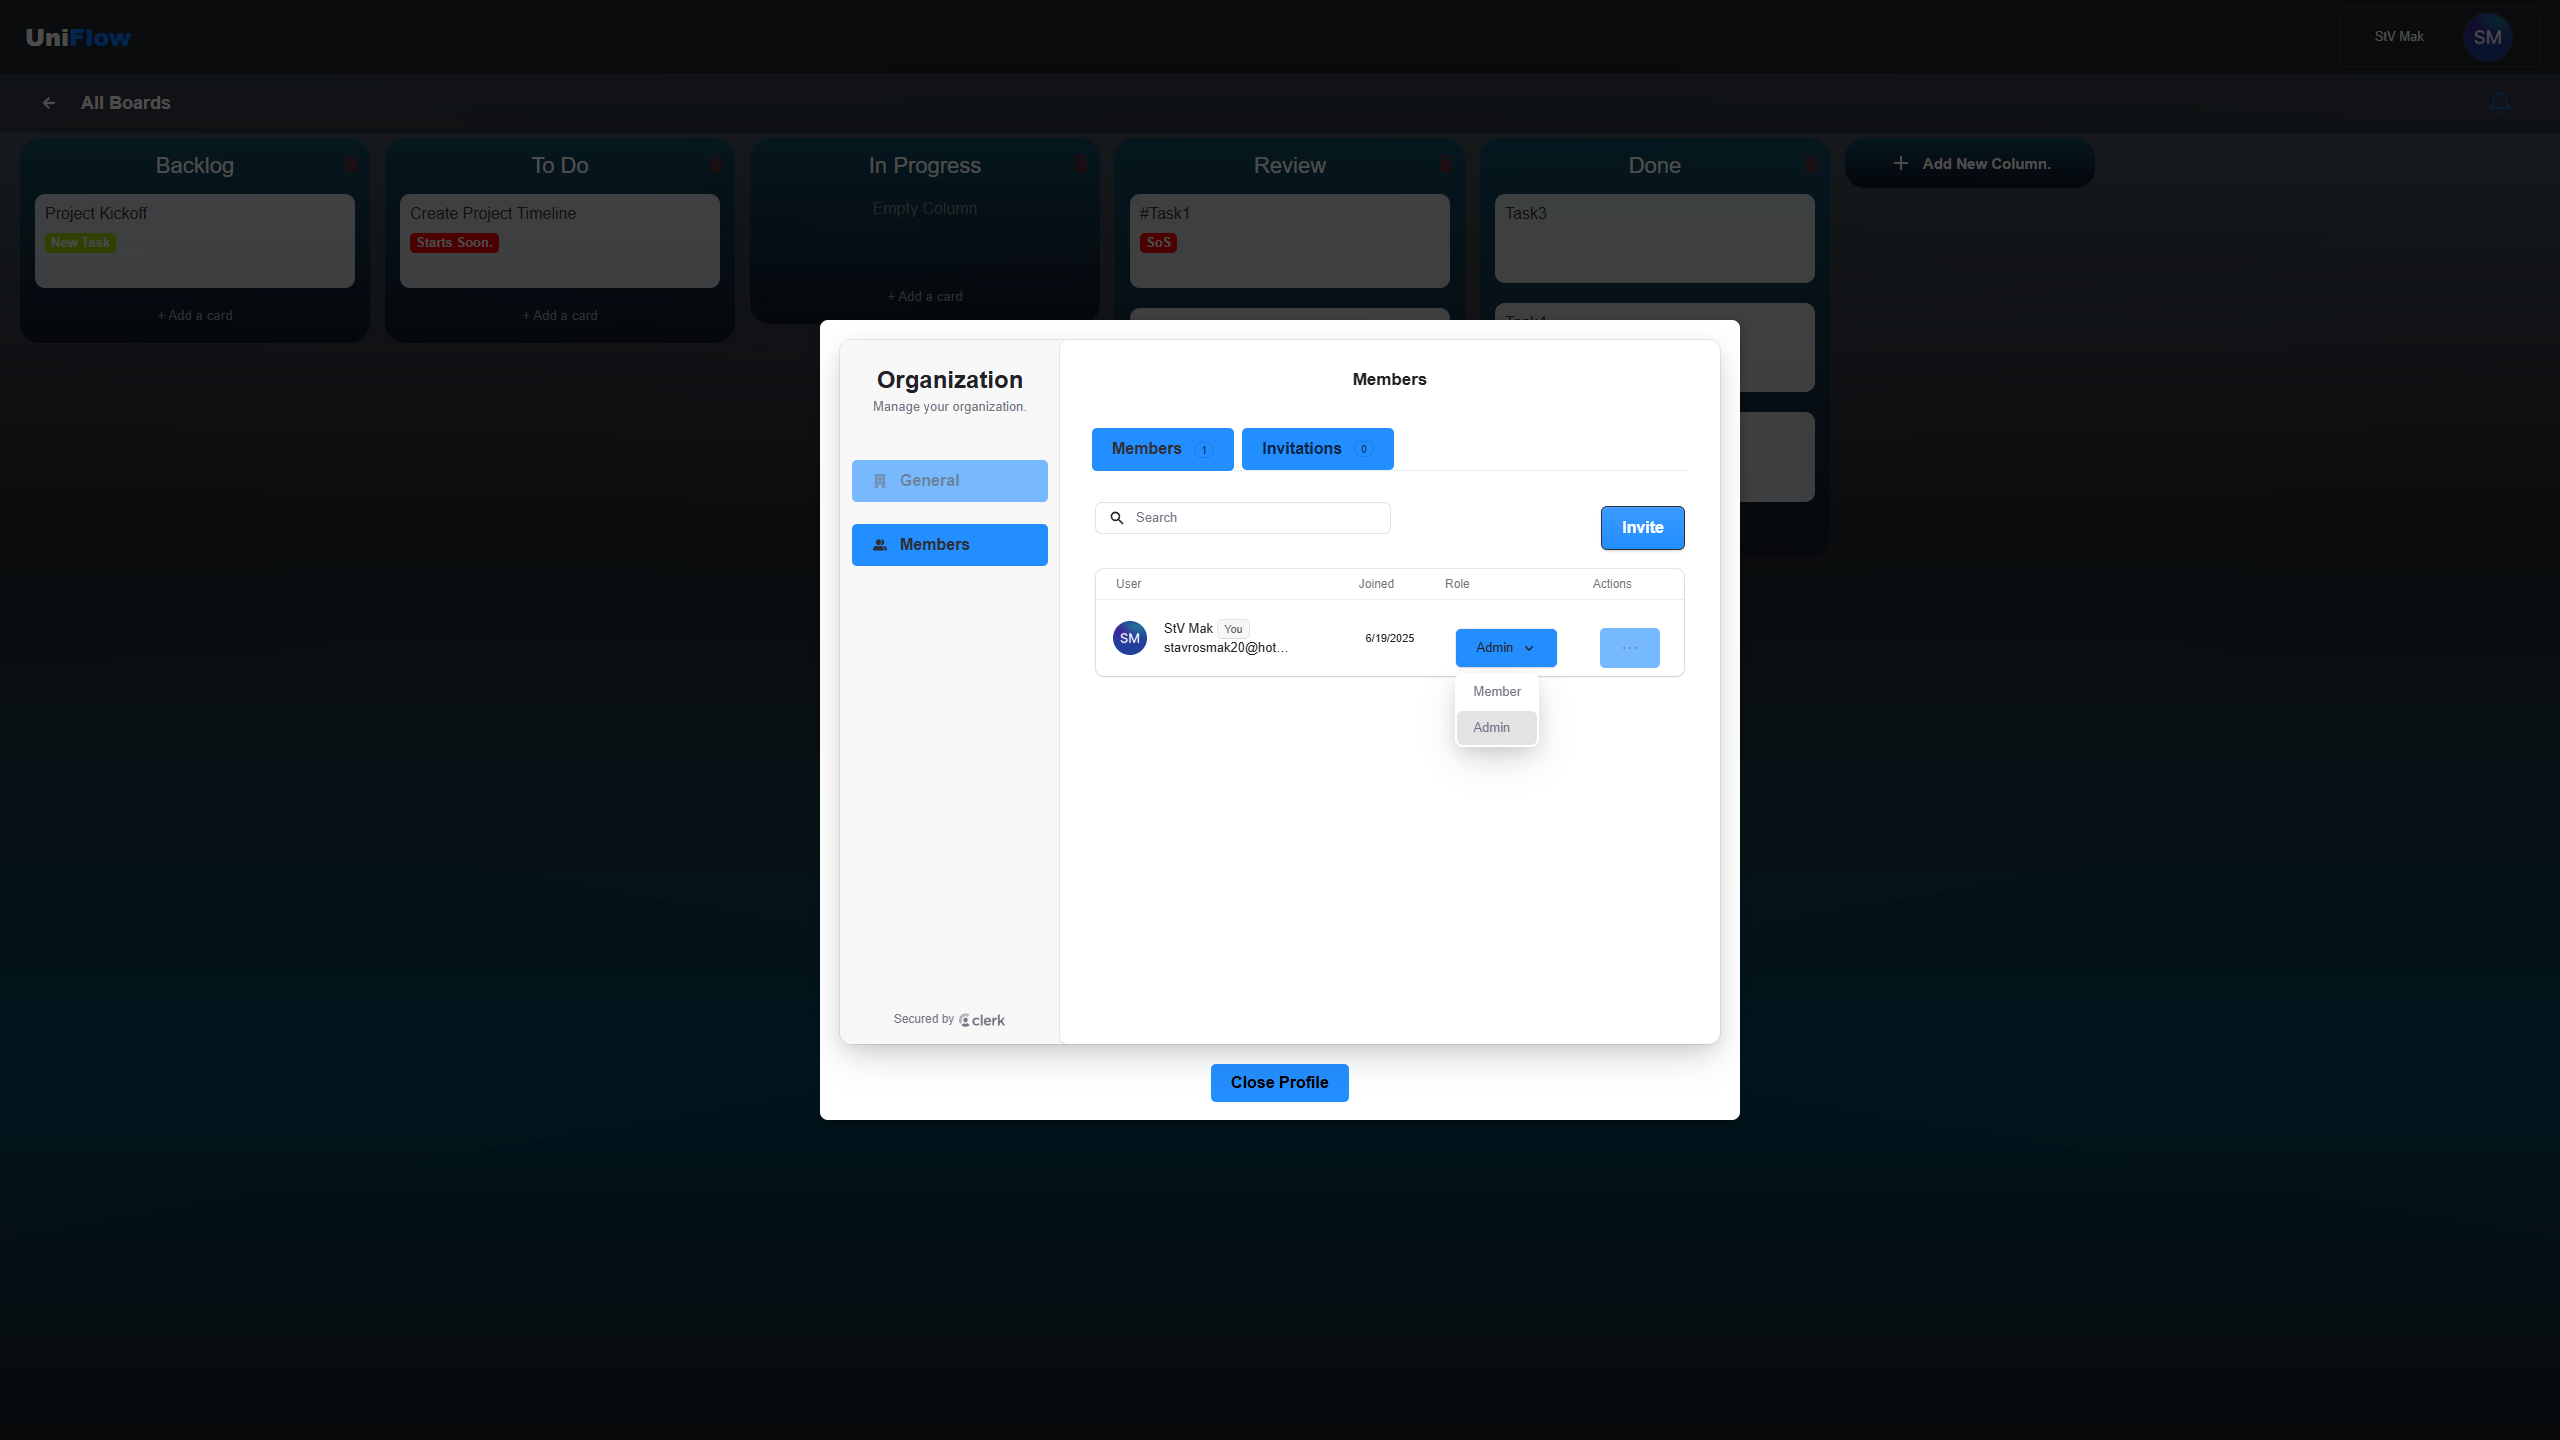 UniFlow
StV Mak
SM
All Boards
Backlog
To Do
In Progress
Review
Done
+ Add New Column.
Project Kickoff
New Task
+ Add a card
Create Project Timeline
Starts Soon.
+ Add a card
Empty Column
+ Add a card
#Task1
SoS
Task3
Task4
Organization
Manage your organization.
General
Members
Secured by clerk
Members
Members 1
Invitations 0
Search
Invite
User Joined Role Actions
SM
StV Mak You
stavrosmak20@hot...
6/19/2025
Admin
...
Member
Admin
Close Profile